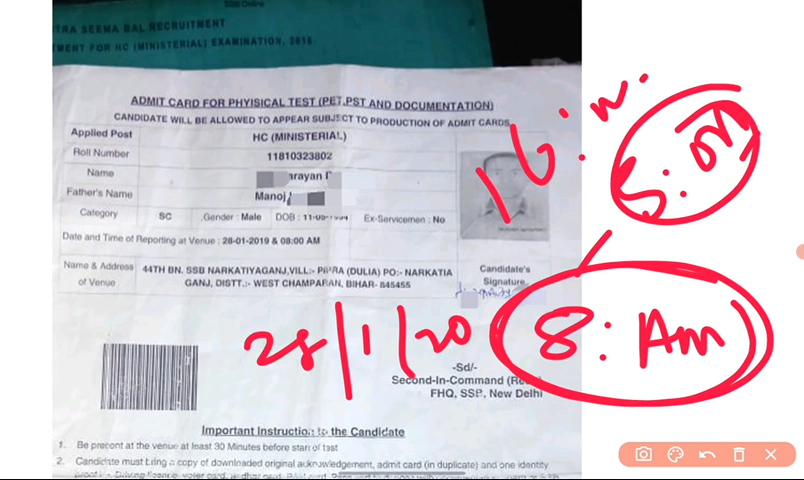 SSB Online
TRA SEEMA BAL RECRUITMENT
TMENT FOR HC (MINISTERIAL) EXAMINATION, 2016
ADMIT CARD FOR PHYISICAL TEST (PET,PST AND DOCUMENTATION)
CANDIDATE WILL BE ALLOWED TO APPEAR SUBJECT TO PRODUCTION OF ADMIT CARDS
Applied Post HC (MINISTERIAL)
Roll Number 11810323802
Name arayan
Father's Name Manoj
Category SC Gender : Male DOB : Ex-Servicemen : No
Date and Time of Reporting at Venue : 28-01-2019 & 08:00 AM
Name & Address of Venue 44TH BN. SSB NARKATIYAGANJ,VILL:- PIPRA (DULIA) PO:- NARKATIA
GANJ, DISTT.:- WEST CHAMPARAN, BIHAR- 845455
Candidate's
Signature
28/1/20 8: Am
-Sd/-
Second-In-Command
FHQ, SSB, New Delhi
Important Instruction to the Candidate
1. Be precent at the venue at least 30 Minutes before start of test
2. Candidate must bring a copy of downloaded original acknowledgement, admit card (in duplicate) and one identity